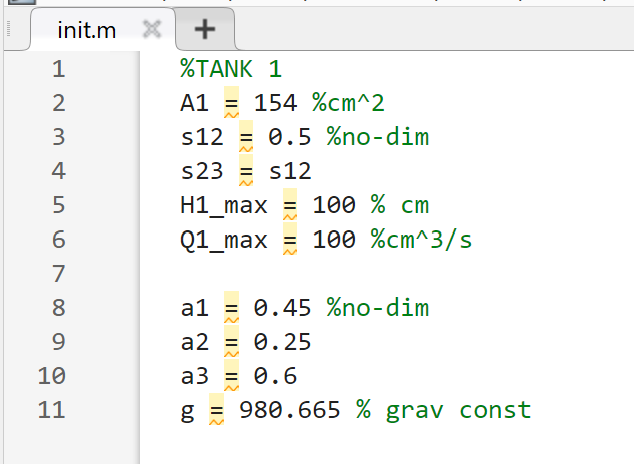 init.m
1 %TANK 1
2 A1 = 154 %cm^2
3 s12 = 0.5 %no-dim
4 s23 = s12
5 H1_max = 100 % cm
6 Q1_max = 100 %cm^3/s
7
8 a1 = 0.45 %no-dim
9 a2 = 0.25
10 a3 = 0.6
11 g = 980.665 % grav const